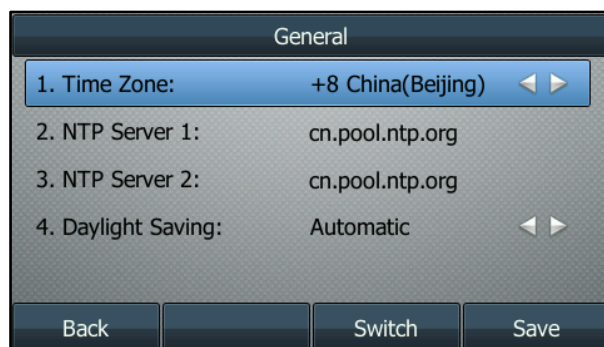 General
1. Time Zone: +8 China(Beijing)
2. NTP Server 1: cn.pool.ntp.org
3. NTP Server 2: cn.pool.ntp.org
4. Daylight Saving: Automatic
Back Switch Save